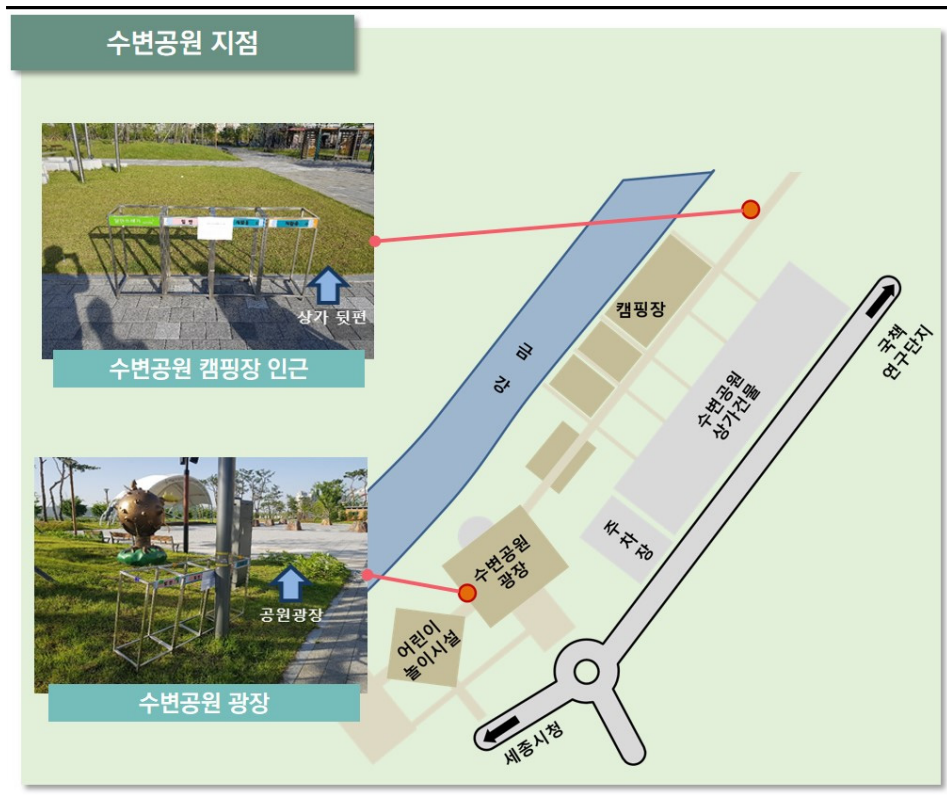 수변공원 지점
상가 뒷편
수변공원 캠핑장 인근
공원광장
수변공원 광장
금강
캠핑장
수변공원
상가건물
국책
연구단지
주차장
수변공원
광장
어린이
놀이시설
세종시청